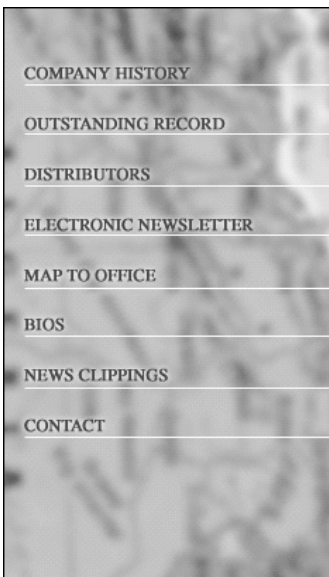 COMPANY HISTORY
OUTSTANDING RECORD
DISTRIBUTORS
ELECTRONIC NEWSLETTER
MAP TO OFFICE
BIOS
NEWS CLIPPINGS
CONTACT